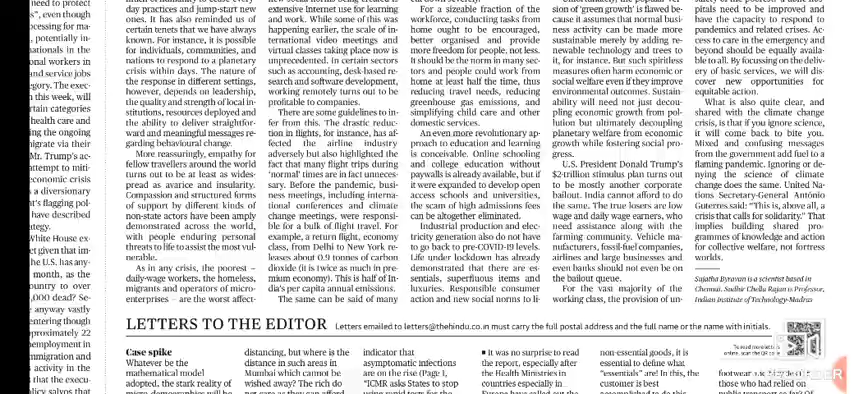 need to protect
s", even though
ocessing for ma-
potentially in-
nationals in the
onal workers in
and service jobs
egory. The exec-
n this week, will
rtain categories
health care and
ing the ongoing
nigrate via their
Mr. Trump's ac-
attempt to miti-
economic crisis
s a diversionary
nt's flagging pol-
have described
ategy.
White House ex-
et given that im-
he U.S. has any-
month, as the
ountry to over
,000 dead? Se-
anyway vastly
entering though
pproximately 22
nemployment in
mmigration and
activity in the
that the execu-
day practices and jump-start new
ones. It has also reminded us of
certain tenets that we have always
known. For instance, it is possible
for individuals, communities, and
nations to respond to a planetary
crisis within days. The nature of
the response in different settings,
however, depends on leadership,
the quality and strength of local in-
stitutions, resources deployed and
the ability to deliver straightfor-
ward and meaningful messages re-
garding behavioural change.
More reassuringly, empathy for
fellow travellers around the world
turns out to be at least as wides-
pread as avarice and insularity.
Compassion and structured forms
of support by different kinds of
non-state actors have been amply
demonstrated across the world,
with people enduring personal
threats to life to assist the most vul-
nerable.
As in any crisis, the poorest –
daily-wage workers, the homeless,
migrants and operators of micro-
enterprises – are the worst affect-
extensive Internet use for learning
and work. While some of this was
happening earlier, the scale of in-
ternational video meetings and
virtual classes taking place now is
unprecedented. In certain sectors
such as accounting, desk-based re-
search and software development,
working remotely turns out to be
profitable to companies.
There are some guidelines to in-
fer from this. The drastic reduc-
tion in flights, for instance, has af-
fected the airline industry
adversely but also highlighted the
fact that many flight trips during
'normal' times are in fact unneces-
sary. Before the pandemic, busi-
ness meetings, including interna-
tional conferences and climate
change meetings, were responsi-
ble for a bulk of flight travel. For
example, a return flight, economy
class, from Delhi to New York re-
leases about 0.9 tonnes of carbon
dioxide (it is twice as much in pre-
mium economy). This is half of In-
dia's per capita annual emissions.
The same can be said of many
For a sizeable fraction of the
workforce, conducting tasks from
home ought to be encouraged,
better organised and provide
more freedom for people, not less.
It should be the norm in many sec-
tors and people could work from
home at least half the time, thus
reducing travel needs, reducing
greenhouse gas emissions, and
simplifying child care and other
domestic services.
An even more revolutionary ap-
proach to education and learning
is conceivable. Online schooling
and college education without
paywalls is already available, but if
it were expanded to develop open
access schools and universities,
the scam of high admissions fees
can be altogether eliminated.
Industrial production and elec-
tricity generation also do not have
to go back to pre-COVID-19 levels.
Life under lockdown has already
demonstrated that there are es-
sentials, superfluous items and
luxuries. Responsible consumer
action and new social norms to li-
sion of 'green growth' is flawed be-
cause it assumes that normal busi-
ness activity can be made more
sustainable merely by adding re-
newable technology and trees to
it, for instance. But such spiritless
measures often harm economic or
social welfare even if they improve
environmental outcomes. Sustain-
ability will need not just decou-
pling economic growth from pol-
lution but ultimately decoupling
planetary welfare from economic
growth while fostering social pro-
gress.
U.S. President Donald Trump's
$2-trillion stimulus plan turns out
to be mostly another corporate
bailout. India cannot afford to do
the same. The true losers are low
wage and daily wage earners, who
need assistance along with the
farming community. Vehicle ma-
nufacturers, fossil-fuel companies,
airlines and large businesses and
even banks should not even be on
the bailout queue.
For the vast majority of the
working class, the provision of un-
pitals need to be improved and
have the capacity to respond to
pandemics and related crises. Ac-
cess to care in the emergency and
beyond should be equally availa-
ble to all. By focussing on the deliv-
ery of basic services, we will dis-
cover new opportunities for
equitable action.
What is also quite clear, and
shared with the climate change
crisis, is that if you ignore science,
it will come back to bite you.
Mixed and confusing messages
from the government add fuel to a
flaming pandemic. Ignoring or de-
nying the science of climate
change does the same. United Na-
tions Secretary-General António
Guterres said: "This is, above all, a
crisis that calls for solidarity." That
implies building shared pro-
grammes of knowledge and action
for collective welfare, not fortress
worlds.
Sujatha Byravan is a scientist based in
Chennai. Sudhir Chella Rajan is Professor,
Indian Institute of Technology-Madras
LETTERS TO THE EDITOR Letters emailed to letters@thehindu.co.in must carry the full postal address and the full name or the name with initials.
Case spike
Whatever be the
mathematical model
adopted, the stark reality of
distancing, but where is the
distance in such areas in
Mumbai which cannot be
wished away? The rich do
indicator that
asymptomatic infections
are on the rise (Page 1,
"ICMR asks States to stop
■ It was no surprise to read
the report, especially after
the Health Ministries in
countries especially in
non-essential goods, it is
essential to define what
"essentials" are! In this, the
customer is best
those who had relied on